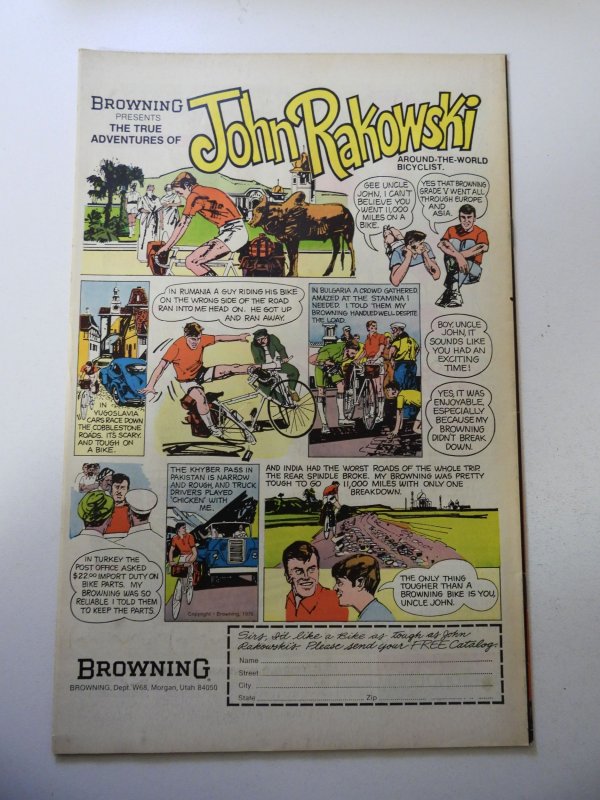 BROWNING
PRESENTS
THE TRUE
ADVENTURES OF
John Rakowski
AROUND-THE-WORLD
BICYCLIST.
GEE UNCLE
JOHN, I CAN'T
BELIEVE YOU
WENT 11,000
MILES ON A
BIKE.
YES THAT BROWNING
GRADE V WENT ALL
THROUGH EUROPE
AND
ASIA.
IN
YUGOSLAVIA
CARS RACE DOWN
THE COBBLESTONE
ROADS. ITS SCARY,
AND TOUGH ON
A BIKE.
IN RUMANIA A GUY RIDING HIS BIKE
ON THE WRONG SIDE OF THE ROAD
RAN INTO ME HEAD ON. HE GOT UP
AND RAN AWAY.
IN BULGARIA A CROWD GATHERED
AMAZED AT THE STAMINA I
NEEDED. I TOLD THEM MY
BROWNING HANDLED WELL DESPITE
THE LOAD.
BOY, UNCLE
JOHN, IT
SOUNDS LIKE
YOU HAD AN
EXCITING
TIME!
YES, IT WAS
ENJOYABLE,
ESPECIALLY
BECAUSE MY
BROWNING
DIDN'T BREAK
DOWN.
IN TURKEY THE
POST OFFICE ASKED
$22.00 IMPORT DUTY ON
BIKE PARTS. MY
BROWNING WAS SO
RELIABLE I TOLD THEM
TO KEEP THE PARTS.
THE KHYBER PASS IN
PAKISTAN IS NARROW
AND ROUGH, AND TRUCK
DRIVERS PLAYED
"CHICKEN" WITH
ME.
Copyright • Browning, 1975
AND INDIA HAD THE WORST ROADS OF THE WHOLE TRIP.
THE REAR SPINDLE BROKE. MY BROWNING WAS PRETTY
TOUGH TO GO 11,000 MILES WITH ONLY ONE
BREAKDOWN.
THE ONLY THING
TOUGHER THAN A
BROWNING BIKE IS YOU,
UNCLE JOHN.
BROWNING
BROWNING, Dept. W68, Morgan, Utah 84050
Sirs, I'd like a bike as tough as John
Rakowski's. Please send your FREE Catalog.
Name
Street
City
State Zip